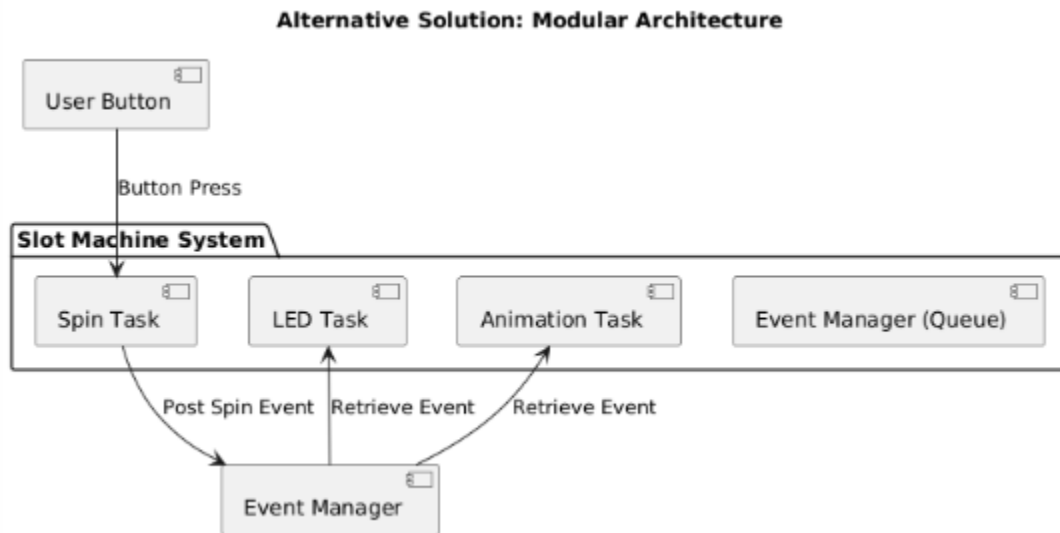 Alternative Solution: Modular Architecture
User Button
Button Press
Slot Machine System
Spin Task
LED Task
Animation Task
Event Manager (Queue)
Post Spin Event
Retrieve Event
Retrieve Event
Event Manager